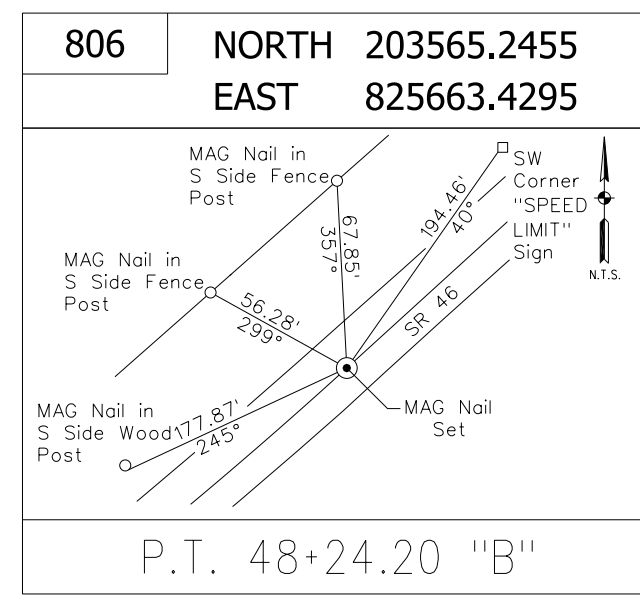 806
NORTH 203565.2455
EAST 825663.4295
MAG Nail in
S Side Fence
Post
SW
Corner
"SPEED
LIMIT"
Sign
N.T.S.
194.46'
40°
67.85'
357°
MAG Nail in
S Side Fence
Post
56.28'
299°
SR 46
MAG Nail in
S Side Wood
Post
177.87'
245°
MAG Nail
Set
P.T. 48+24.20 "B"